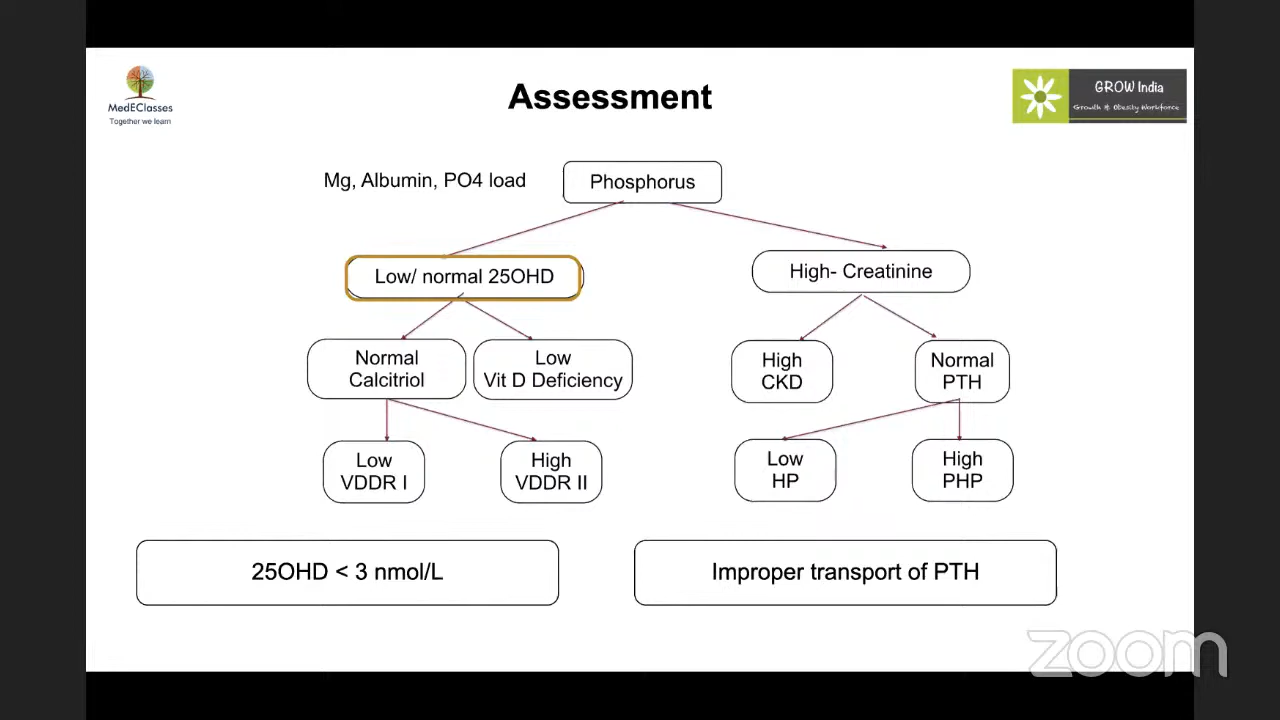 MedEClasses
Together we learn
Assessment
GROW India
Growth & Obesity Workforce
Mg, Albumin, PO4 load
Phosphorus
Low/ normal 25OHD
High- Creatinine
Normal
Calcitriol
Low
Vit D Deficiency
High
CKD
Normal
PTH
Low
VDDR I
High
VDDR II
Low
HP
High
PHP
25OHD < 3 nmol/L
Improper transport of PTH
zoom